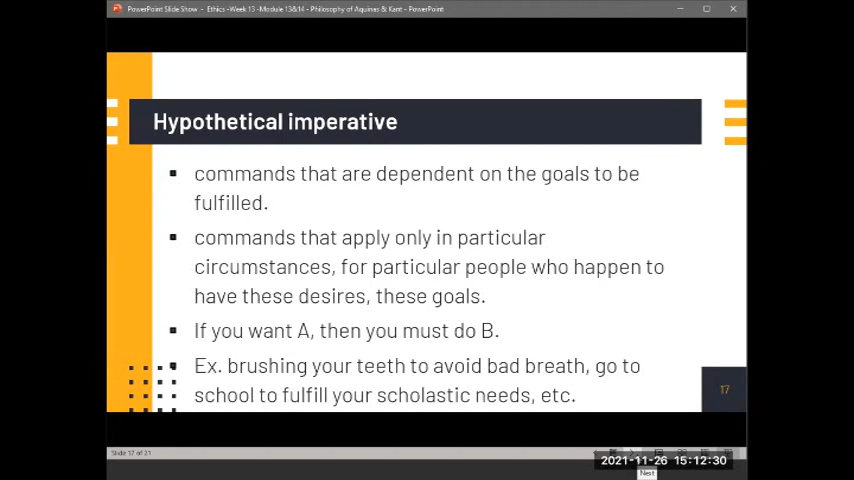 PowerPoint Slide Show - Ethics -Week 13 -Module 13&14 - Philosophy of Aquinas & Kant - PowerPoint
Hypothetical imperative
commands that are dependent on the goals to be
fulfilled.
commands that apply only in particular
circumstances, for particular people who happen to
have these desires, these goals.
If you want A, then you must do B.
Ex. brushing your teeth to avoid bad breath, go to
school to fulfill your scholastic needs, etc.
17
Slide 17 of 21
2021-11-26 15:12:30
Next